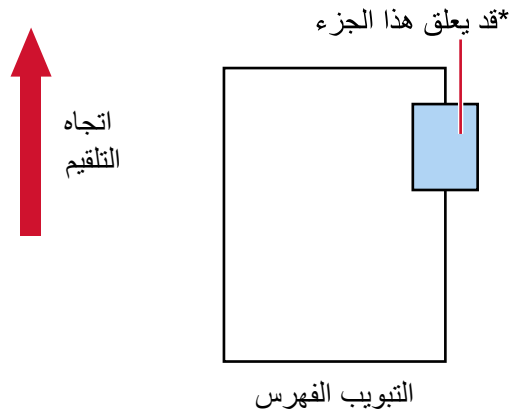 *قد يعلق هذا الجزء
اتجاه
التلقيم
التبويب الفهرس